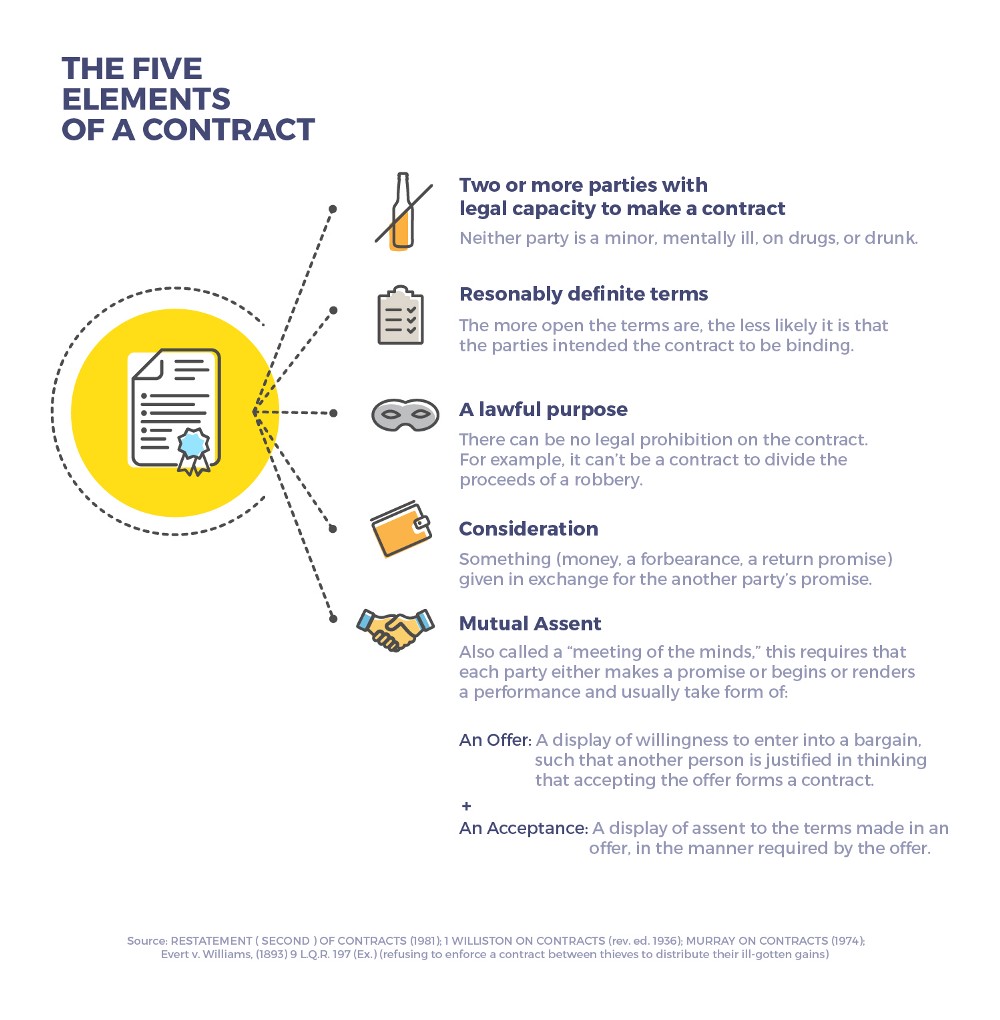 THE FIVE
ELEMENTS
OF A CONTRACT
Two or more parties with
legal capacity to make a contract
Neither party is a minor, mentally ill, on drugs, or drunk.
Resonably definite terms
The more open the terms are, the less likely it is that
the parties intended the contract to be binding.
A lawful purpose
There can be no legal prohibition on the contract.
For example, it can't be a contract to divide the
proceeds of a robbery.
Consideration
Something (money, a forbearance, a return promise)
given in exchange for the another party's promise.
Mutual Assent
Also called a “meeting of the minds,” this requires that
each party either makes a promise or begins or renders
a performance and usually take form of:
An Offer: A display of willingness to enter into a bargain,
such that another person is justified in thinking
that accepting the offer forms a contract.
+
An Acceptance: A display of assent to the terms made in an
offer, in the manner required by the offer.
Source: RESTATEMENT ( SECOND ) OF CONTRACTS (1981); 1 WILLISTON ON CONTRACTS (rev. ed. 1936); MURRAY ON CONTRACTS (1974);
Evert v. Williams, (1893) 9 L.Q.R. 197 (Ex.) (refusing to enforce a contract between thieves to distribute their ill-gotten gains)